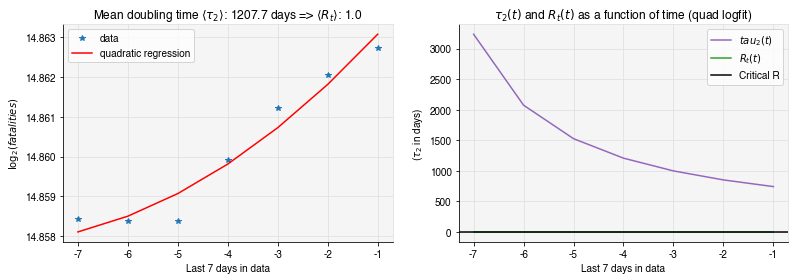 Mean doubling time ⟨τ₂⟩: 1207.7 days => ⟨Rₜ⟩: 1.0
14.863
14.862
14.861
14.860
14.859
14.858
log₂(fatalities)
data
quadratic regression
-7 -6 -5 -4 -3 -2 -1
Last 7 days in data
τ₂(t) and Rₜ(t) as a function of time (quad logfit)
3000
2500
2000
1500
1000
500
0
(τ₂ in days)
tau₂(t)
Rₜ(t)
Critical R
-7 -6 -5 -4 -3 -2 -1
Last 7 days in data